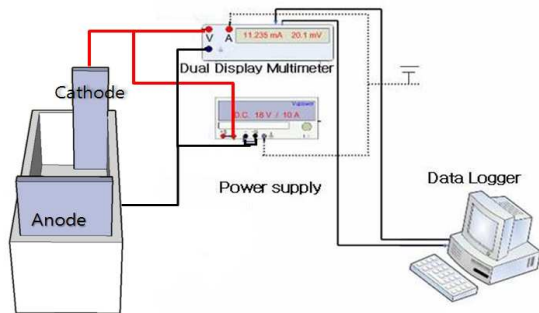 V A 11.235 mA 20.1 mV
Dual Display Multimeter
Cathode
D.C. 18 V / 10 A
Power supply
Data Logger
Anode